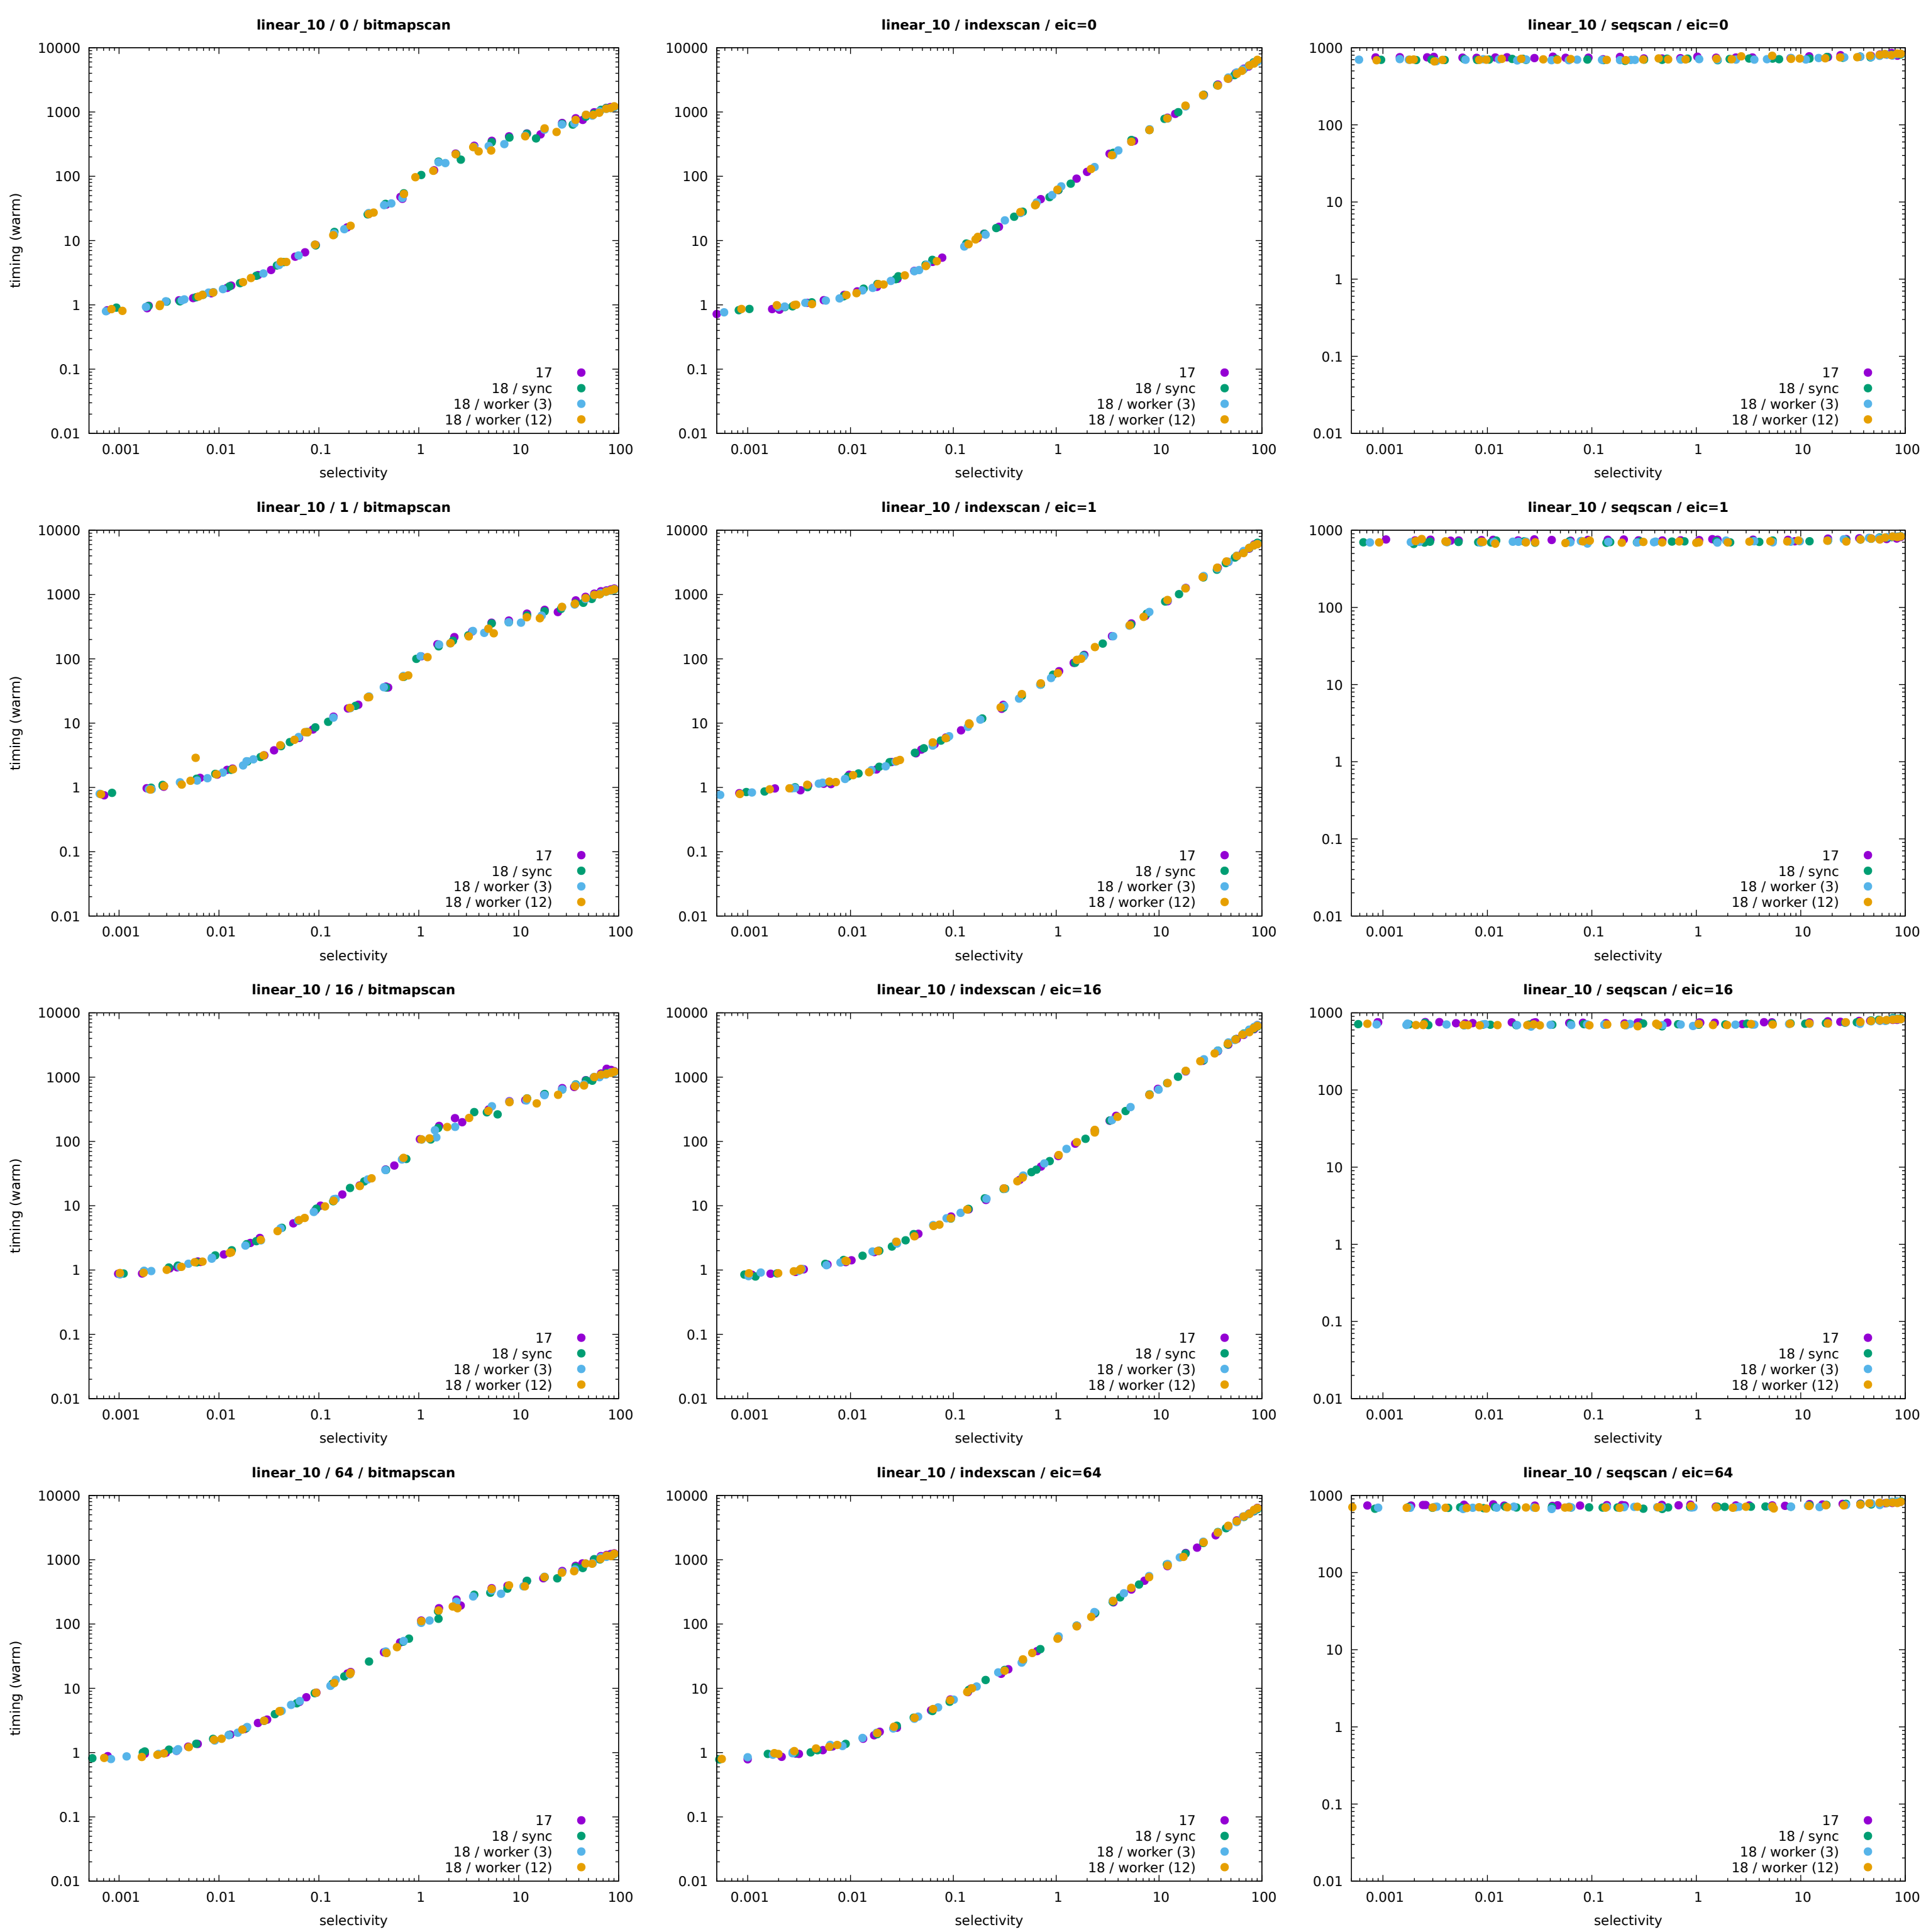 linear_10 / 0 / bitmapscan
10000
1000
100
10
1
0.1
0.01
timing (warm)
17
18 / sync
18 / worker (3)
18 / worker (12)
0.001 0.01 0.1 1 10 100
selectivity
linear_10 / indexscan / eic=0
10000
1000
100
10
1
0.1
0.01
17
18 / sync
18 / worker (3)
18 / worker (12)
0.001 0.01 0.1 1 10 100
selectivity
linear_10 / seqscan / eic=0
1000
100
10
1
0.1
0.01
17
18 / sync
18 / worker (3)
18 / worker (12)
0.001 0.01 0.1 1 10 100
selectivity
linear_10 / 1 / bitmapscan
10000
1000
100
10
1
0.1
0.01
timing (warm)
17
18 / sync
18 / worker (3)
18 / worker (12)
0.001 0.01 0.1 1 10 100
selectivity
linear_10 / indexscan / eic=1
10000
1000
100
10
1
0.1
0.01
17
18 / sync
18 / worker (3)
18 / worker (12)
0.001 0.01 0.1 1 10 100
selectivity
linear_10 / seqscan / eic=1
1000
100
10
1
0.1
0.01
17
18 / sync
18 / worker (3)
18 / worker (12)
0.001 0.01 0.1 1 10 100
selectivity
linear_10 / 16 / bitmapscan
10000
1000
100
10
1
0.1
0.01
timing (warm)
17
18 / sync
18 / worker (3)
18 / worker (12)
0.001 0.01 0.1 1 10 100
selectivity
linear_10 / indexscan / eic=16
10000
1000
100
10
1
0.1
0.01
17
18 / sync
18 / worker (3)
18 / worker (12)
0.001 0.01 0.1 1 10 100
selectivity
linear_10 / seqscan / eic=16
1000
100
10
1
0.1
0.01
17
18 / sync
18 / worker (3)
18 / worker (12)
0.001 0.01 0.1 1 10 100
selectivity
linear_10 / 64 / bitmapscan
10000
1000
100
10
1
0.1
0.01
timing (warm)
17
18 / sync
18 / worker (3)
18 / worker (12)
0.001 0.01 0.1 1 10 100
selectivity
linear_10 / indexscan / eic=64
10000
1000
100
10
1
0.1
0.01
17
18 / sync
18 / worker (3)
18 / worker (12)
0.001 0.01 0.1 1 10 100
selectivity
linear_10 / seqscan / eic=64
1000
100
10
1
0.1
0.01
17
18 / sync
18 / worker (3)
18 / worker (12)
0.001 0.01 0.1 1 10 100
selectivity